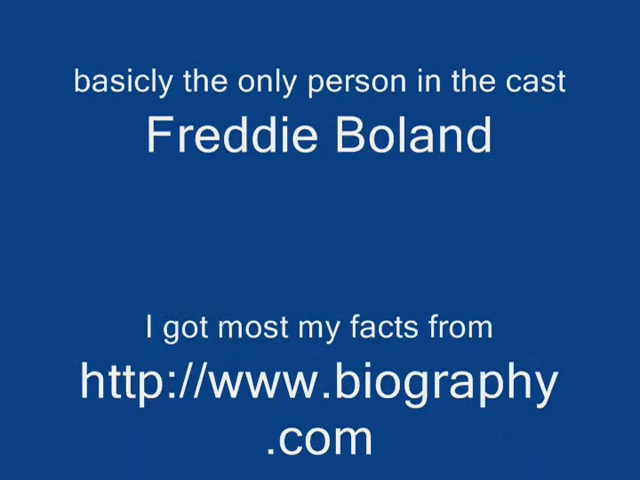 basicly the only person in the cast
Freddie Boland
I got most my facts from
http://www.biography
.com